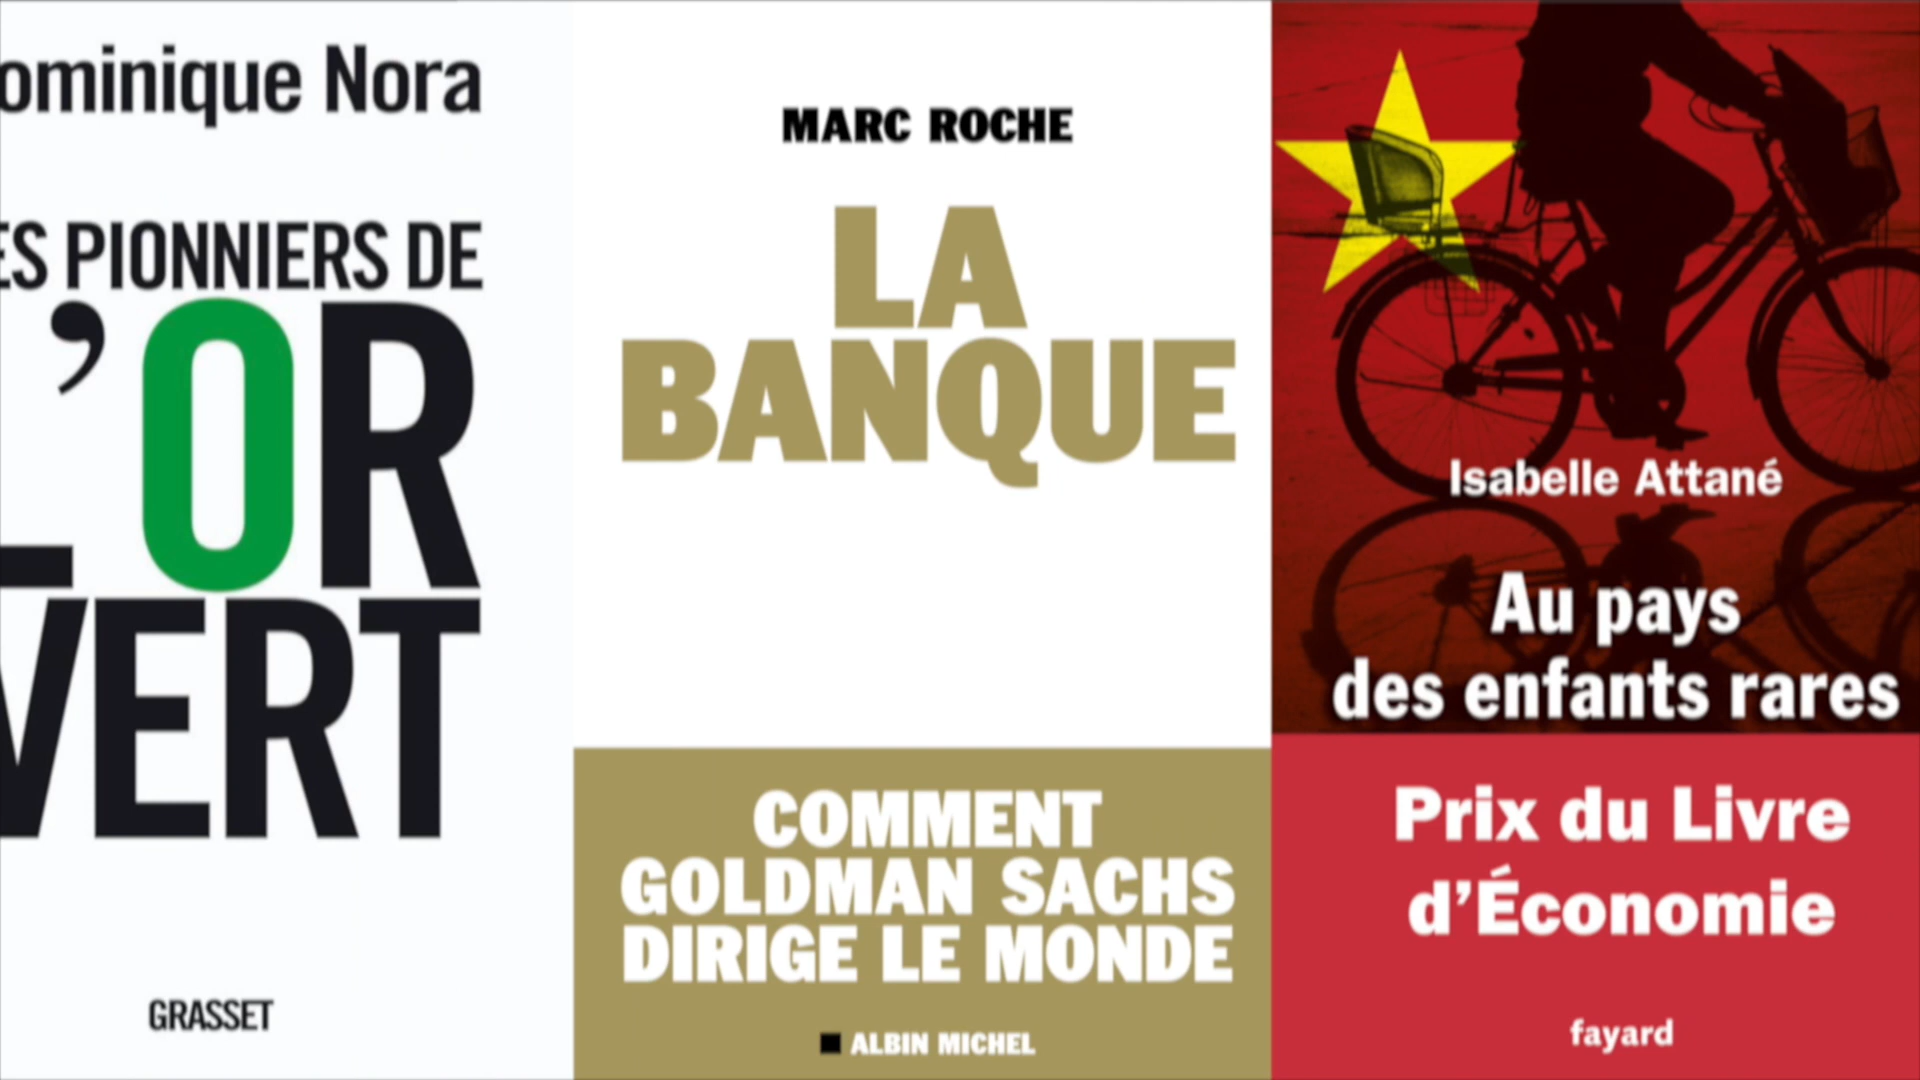 ominique Nora
ES PIONNIERS DE
L'OR
VERT
GRASSET
MARC ROCHE
LA
BANQUE
COMMENT
GOLDMAN SACHS
DIRIGE LE MONDE
ALBIN MICHEL
Isabelle Attané
Au pays
des enfants rares
Prix du Livre
d'Économie
fayard